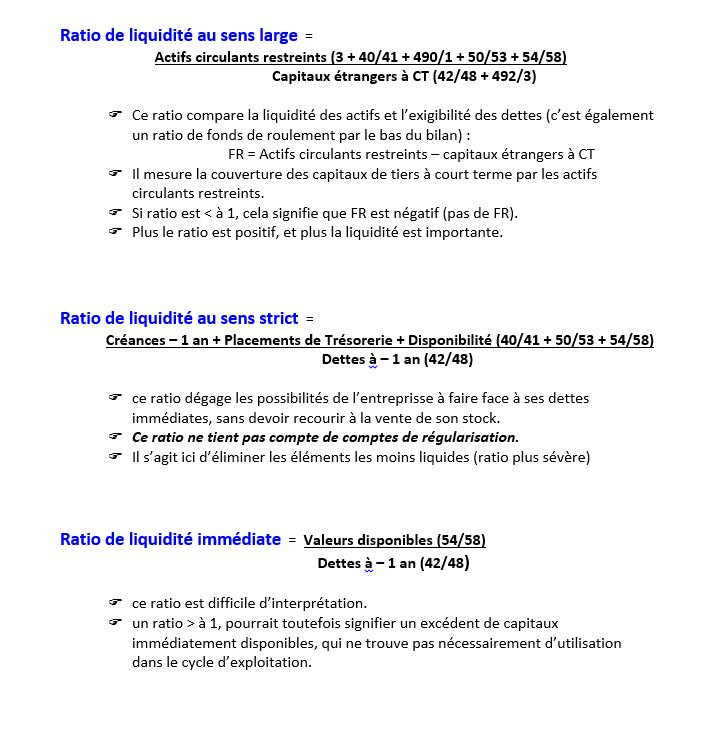 Ratio de liquidité au sens large =
Actifs circulants restreints (3 + 40/41 + 490/1 + 50/53 + 54/58)
Capitaux étrangers à CT (42/48 + 492/3)
☞ Ce ratio compare la liquidité des actifs et l’exigibilité des dettes (c’est également
un ratio de fonds de roulement par le bas du bilan) :
FR = Actifs circulants restreints – capitaux étrangers à CT
☞ Il mesure la couverture des capitaux de tiers à court terme par les actifs
circulants restreints.
☞ Si ratio est < à 1, cela signifie que FR est négatif (pas de FR).
☞ Plus le ratio est positif, et plus la liquidité est importante.
Ratio de liquidité au sens strict =
Créances – 1 an + Placements de Trésorerie + Disponibilité (40/41 + 50/53 + 54/58)
Dettes à – 1 an (42/48)
☞ ce ratio dégage les possibilités de l’entreprisse à faire face à ses dettes
immédiates, sans devoir recourir à la vente de son stock.
☞ Ce ratio ne tient pas compte de comptes de régularisation.
☞ Il s’agit ici d’éliminer les éléments les moins liquides (ratio plus sévère)
Ratio de liquidité immédiate = Valeurs disponibles (54/58)
Dettes à – 1 an (42/48)
☞ ce ratio est difficile d’interprétation.
☞ un ratio > à 1, pourrait toutefois signifier un excédent de capitaux
immédiatement disponibles, qui ne trouve pas nécessairement d’utilisation
dans le cycle d’exploitation.